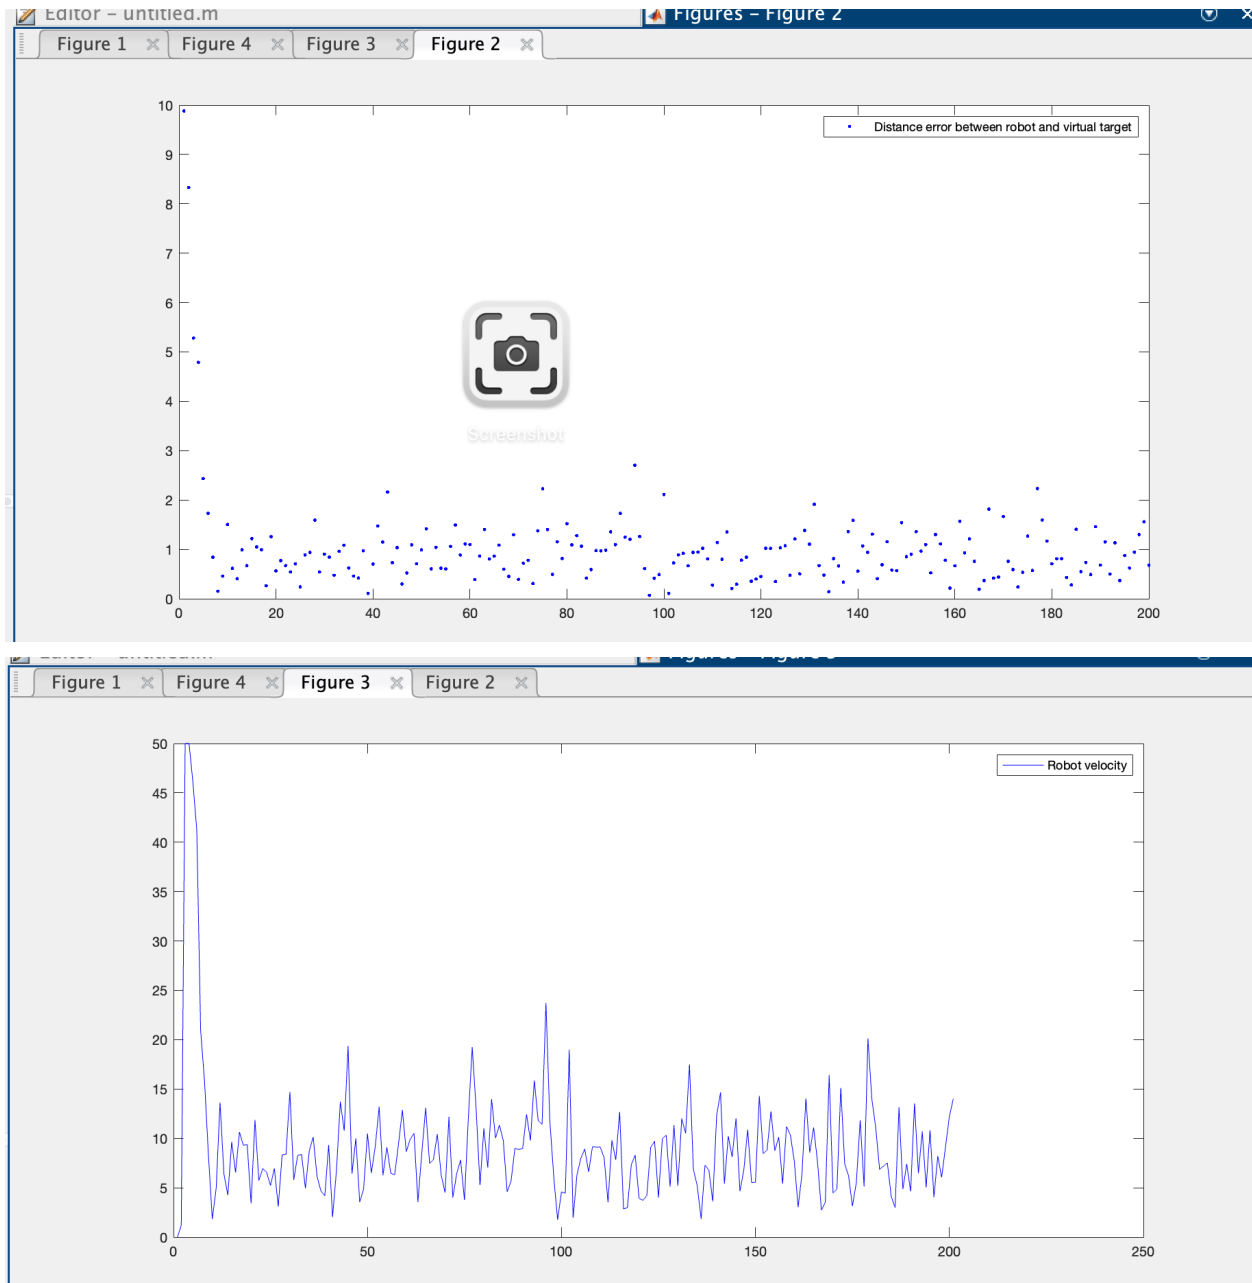 Editor – untitled.m
Figures – Figure 2
Figure 1
Figure 4
Figure 3
Figure 2
10
Distance error between robot and virtual target
9
8
7
6
5
4
Screenshot
3
2
1
0
0 20 40 60 80 100 120 140 160 180 200
Figure 1
Figure 4
Figure 3
Figure 2
50
Robot velocity
45
40
35
30
25
20
15
10
5
0
0 50 100 150 200 250